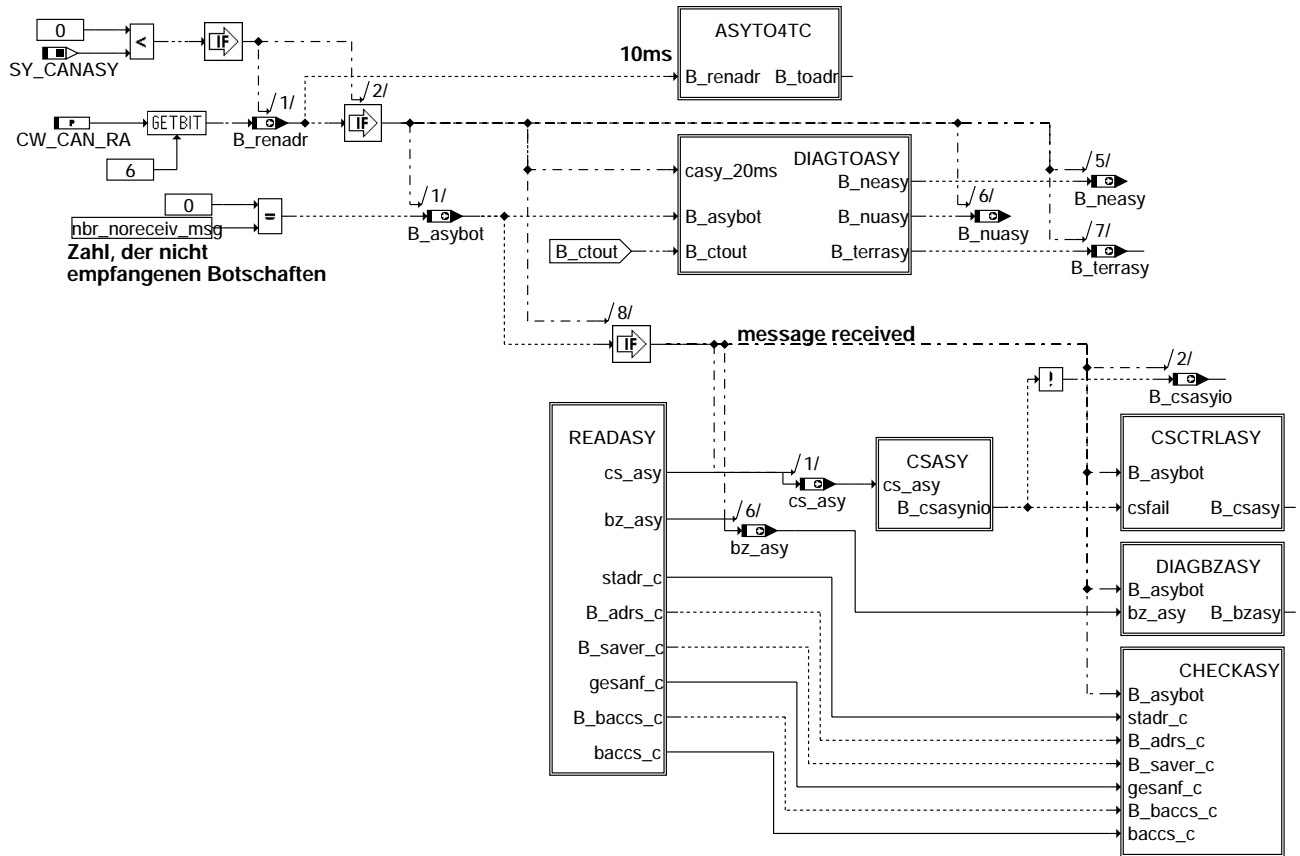 0
<
IF
SY_CANASY
ASYTO4TC
10ms
B_renadr
B_toadr
/1/
/2/
P
CW_CAN_RA
GETBIT
B_renadr
IF
6
0
=
nbr_noreceiv_msg
Zahl, der nicht
empfangenen Botschaften
/1/
B_asybot
DIAGTOASY
casy_20ms
B_neasy
B_asybot
B_nuasy
B_ctout
B_ctout
B_terrasy
/5/
B_neasy
/6/
B_nuasy
/7/
B_terrasy
/8/
IF
message received
!
/2/
B_csasyio
READASY
cs_asy
bz_asy
stadr_c
B_adrs_c
B_saver_c
gesanf_c
B_baccs_c
baccs_c
/1/
cs_asy
/6/
bz_asy
CSASY
cs_asy
B_csasynio
CSCTRLASY
B_asybot
csfail
B_csasy
DIAGBZASY
B_asybot
bz_asy
B_bzasy
CHECKASY
B_asybot
stadr_c
B_adrs_c
B_saver_c
gesanf_c
B_baccs_c
baccs_c